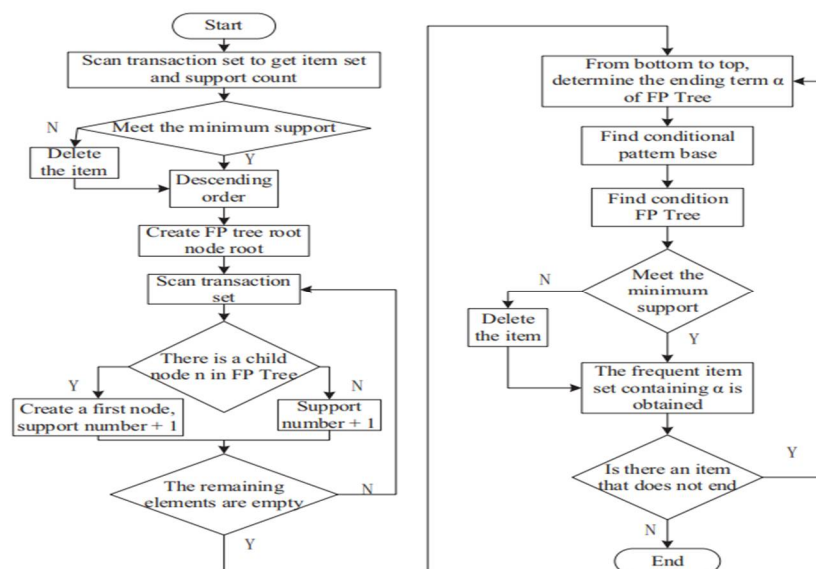 Start
Scan transaction set to get item set
and support count
N
Meet the minimum support
Delete
the item
Y
Descending
order
Create FP tree root
node root
Scan transaction
set
There is a child
node n in FP Tree
Y
N
Create a first node,
support number + 1
Support
number + 1
The remaining
elements are empty
N
Y
From bottom to top,
determine the ending term α
of FP Tree
Find conditional
pattern base
Find condition
FP Tree
N
Meet the
minimum
support
Delete
the item
Y
The frequent item
set containing α is
obtained
Is there an item
that does not end
Y
N
End